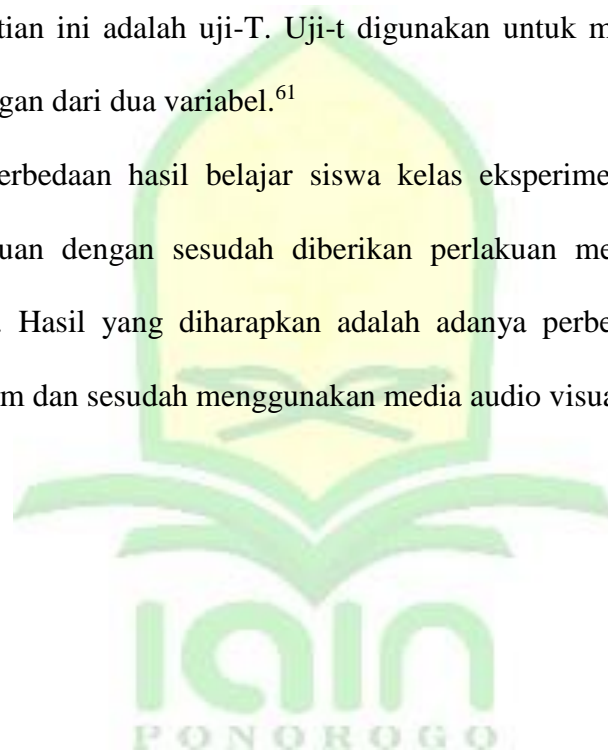 tian ini adalah uji-T. Uji-t digunakan untuk m
gan dari dua variabel.⁶¹
erbedaan hasil belajar siswa kelas eksperime
uan dengan sesudah diberikan perlakuan me
. Hasil yang diharapkan adalah adanya perbe
m dan sesudah menggunakan media audio visua
iain
PONOROGO